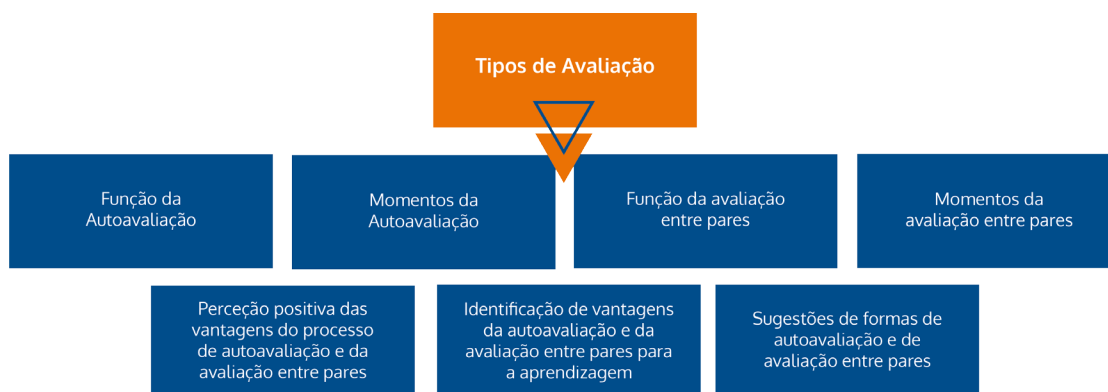 Tipos de Avaliação
Função da
Autoavaliação
Momentos da
Autoavaliação
Função da avaliação
entre pares
Momentos da
avaliação entre pares
Perceção positiva das
vantagens do processo
de autoavaliação e da
avaliação entre pares
Identificação de vantagens
da autoavaliação e da
avaliação entre pares para
a aprendizagem
Sugestões de formas de
autoavaliação e de
avaliação entre pares